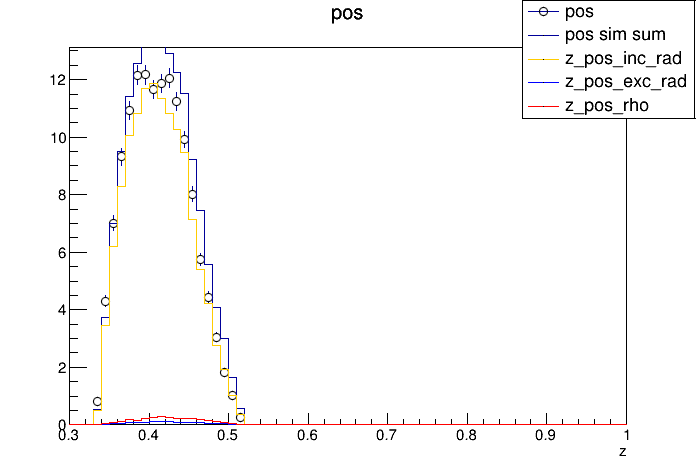 pos
pos
pos sim sum
z_pos_inc_rad
z_pos_exc_rad
z_pos_rho
12
10
8
6
4
2
0
0.3 0.4 0.5 0.6 0.7 0.8 0.9 1
z